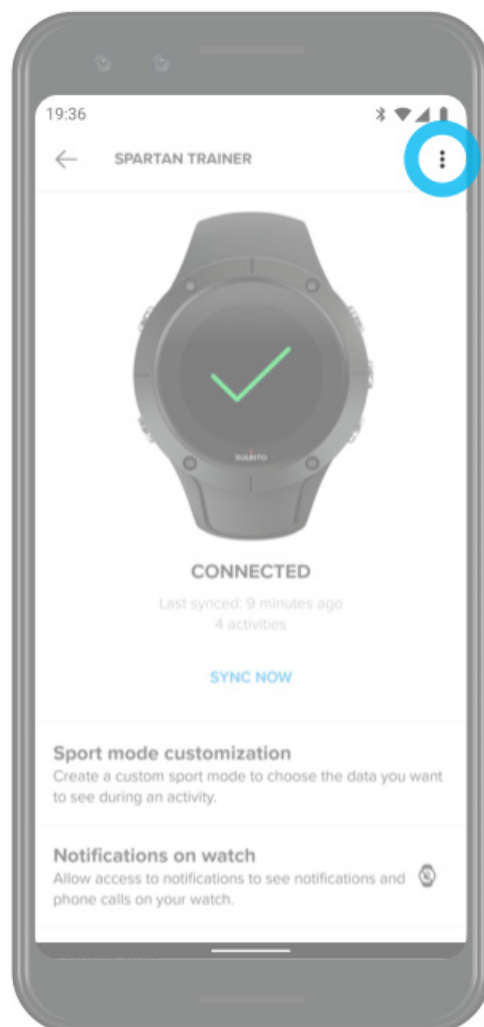 19:36
SPARTAN TRAINER
SUUNTO
CONNECTED
Last synced: 9 minutes ago
4 activities
SYNC NOW
Sport mode customization
Create a custom sport mode to choose the data you want
to see during an activity.
Notifications on watch
Allow access to notifications to see notifications and
phone calls on your watch.